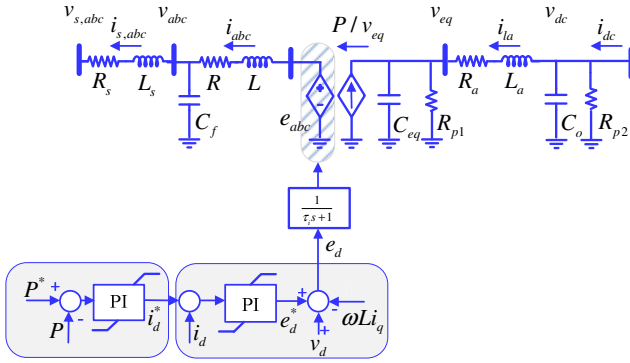 v_{s,abc} i_{s,abc} v_{abc} i_{abc} P / v_{eq} v_{eq} i_{la} v_{dc} i_{dc}
R_s L_s R L R_a L_a
+
-
C_f e_{abc} C_{eq} R_{p1} C_o R_{p2}
1
τ_i s+1
e_d
P^* + PI PI + -
- i_d^* e_d^* ωLi_q
P i_d v_d +